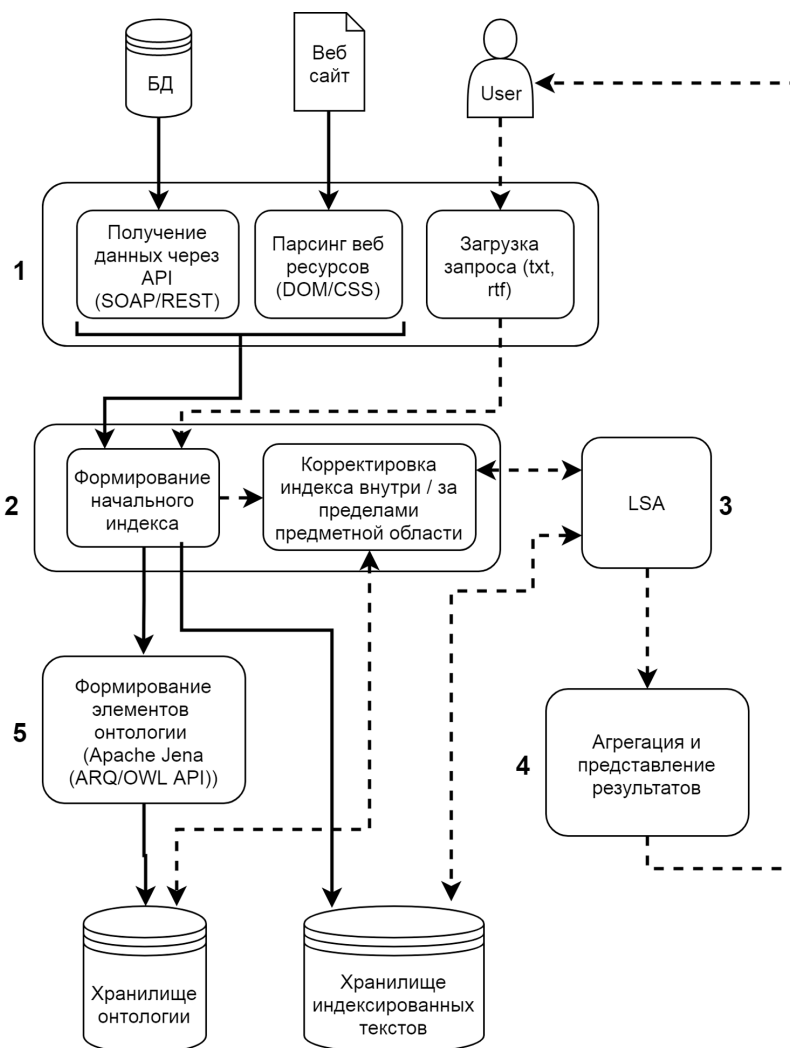 БД
Веб
сайт
User
1
Получение
данных через
API
(SOAP/REST)
Парсинг веб
ресурсов
(DOM/CSS)
Загрузка
запроса (txt,
rtf)
2
Формирование
начального
индекса
Корректировка
индекса внутри / за
пределами
предметной области
LSA
3
5
Формирование
элементов
онтологии
(Apache Jena
(ARQ/OWL API))
4
Агрегация и
представление
результатов
Хранилище
онтологии
Хранилище
индексированных
текстов